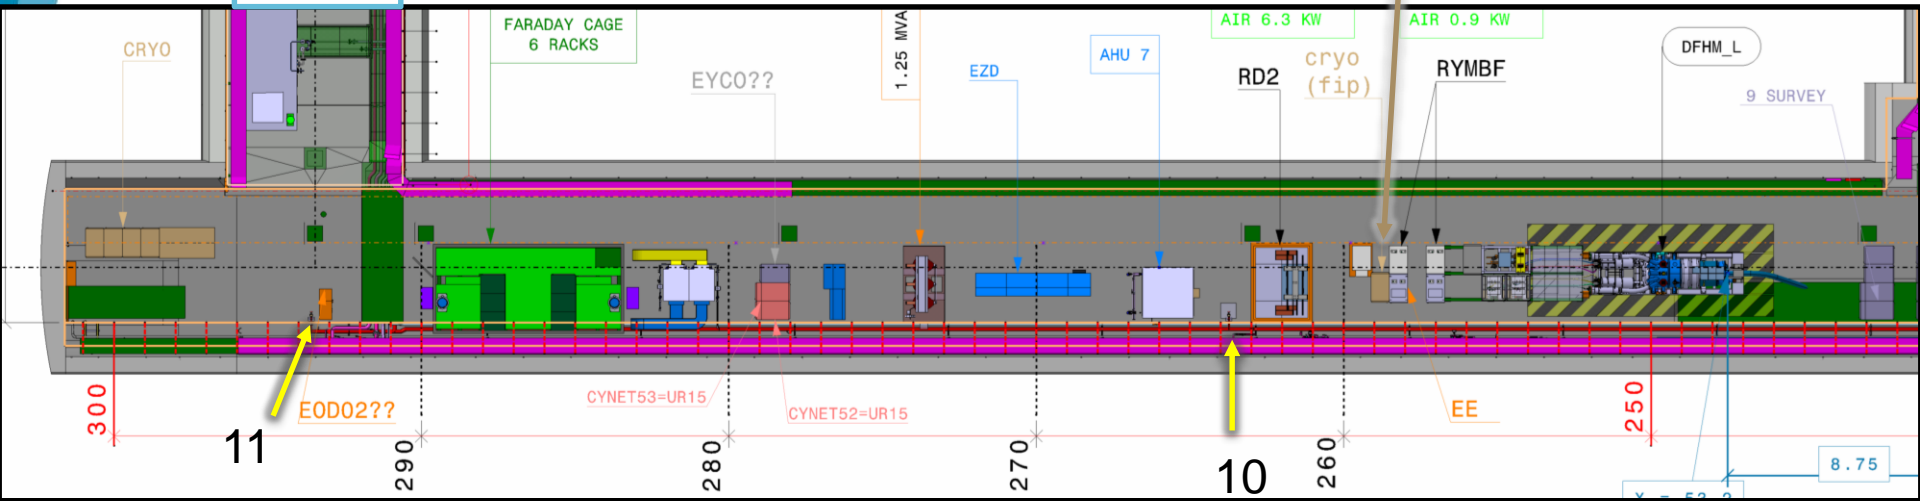 CRYO
FARADAY CAGE
6 RACKS
EYCO??
1.25 MVA
EZD
AHU 7
AIR 6.3 KW
AIR 0.9 KW
RD2
cryo
(fip)
RYMBF
DFHM_L
9 SURVEY
300
11
EOD02??
290
CYNET53=UR15
280
CYNET52=UR15
270
10
260
EE
250
8.75